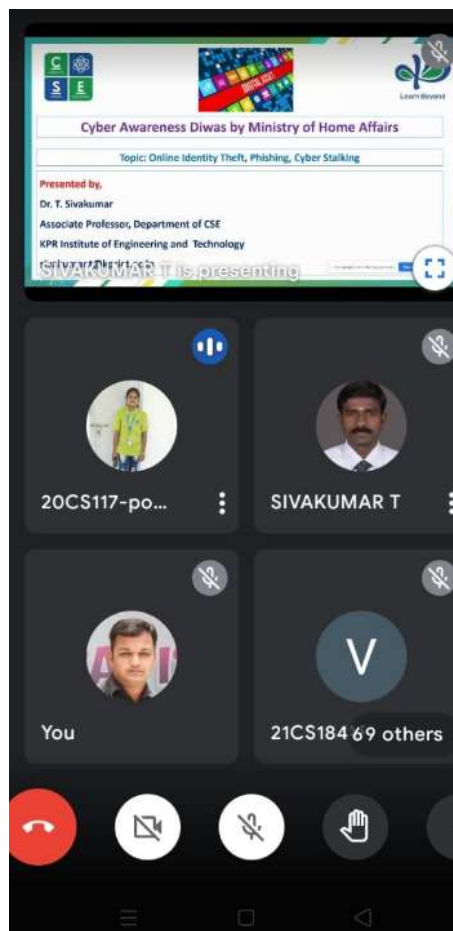 C
S E
DIGITAL ASSET
Learn Beyond
Cyber Awareness Diwas by Ministry of Home Affairs
Topic: Online Identity Theft, Phishing, Cyber Stalking
Presented by,
Dr. T. Sivakumar
Associate Professor, Department of CSE
KPR Institute of Engineering and Technology
SIVAKUMAR T is presenting
20CS117-po...
SIVAKUMAR T
You
V
21CS184
69 others